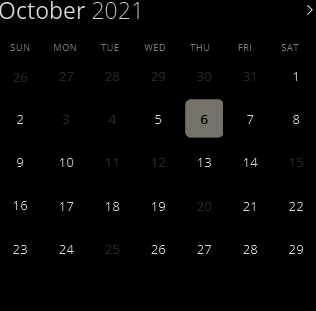 October 2021
SUN MON TUE WED THU FRI SAT
26 27 28 29 30 31 1
2 3 4 5 6 7 8
9 10 11 12 13 14 15
16 17 18 19 20 21 22
23 24 25 26 27 28 29